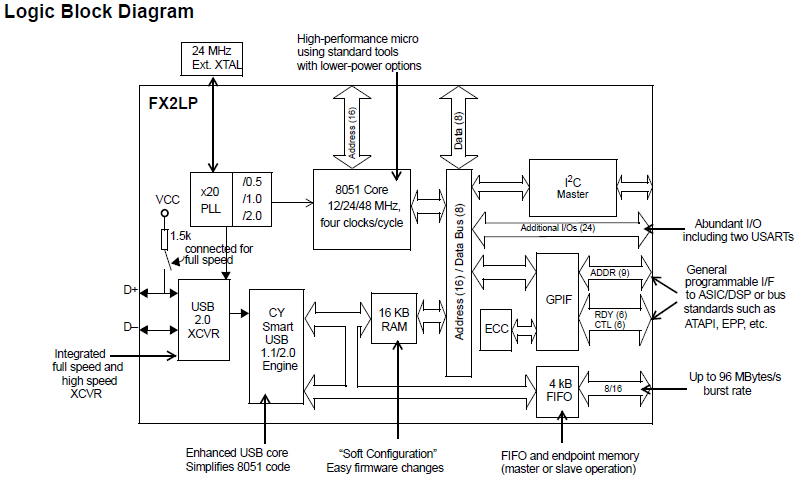 Logic Block Diagram
High-performance micro
using standard tools
with lower-power options
24 MHz
Ext. XTAL
FX2LP
Address (16)
Data (8)
x20
PLL
/0.5
/1.0
/2.0
8051 Core
12/24/48 MHz,
four clocks/cycle
I2C
Master
VCC
1.5k
connected for
full speed
Additional I/Os (24)
Abundant I/O
including two USARTs
Address (16) / Data Bus (8)
D+
D–
USB
2.0
XCVR
CY
Smart
USB
1.1/2.0
Engine
16 KB
RAM
ECC
GPIF
ADDR (9)
RDY (6)
CTL (6)
General
programmable I/F
to ASIC/DSP or bus
standards such as
ATAPI, EPP, etc.
Integrated
full speed and
high speed
XCVR
4 kB
FIFO
8/16
Up to 96 MBytes/s
burst rate
Enhanced USB core
Simplifies 8051 code
“Soft Configuration”
Easy firmware changes
FIFO and endpoint memory
(master or slave operation)